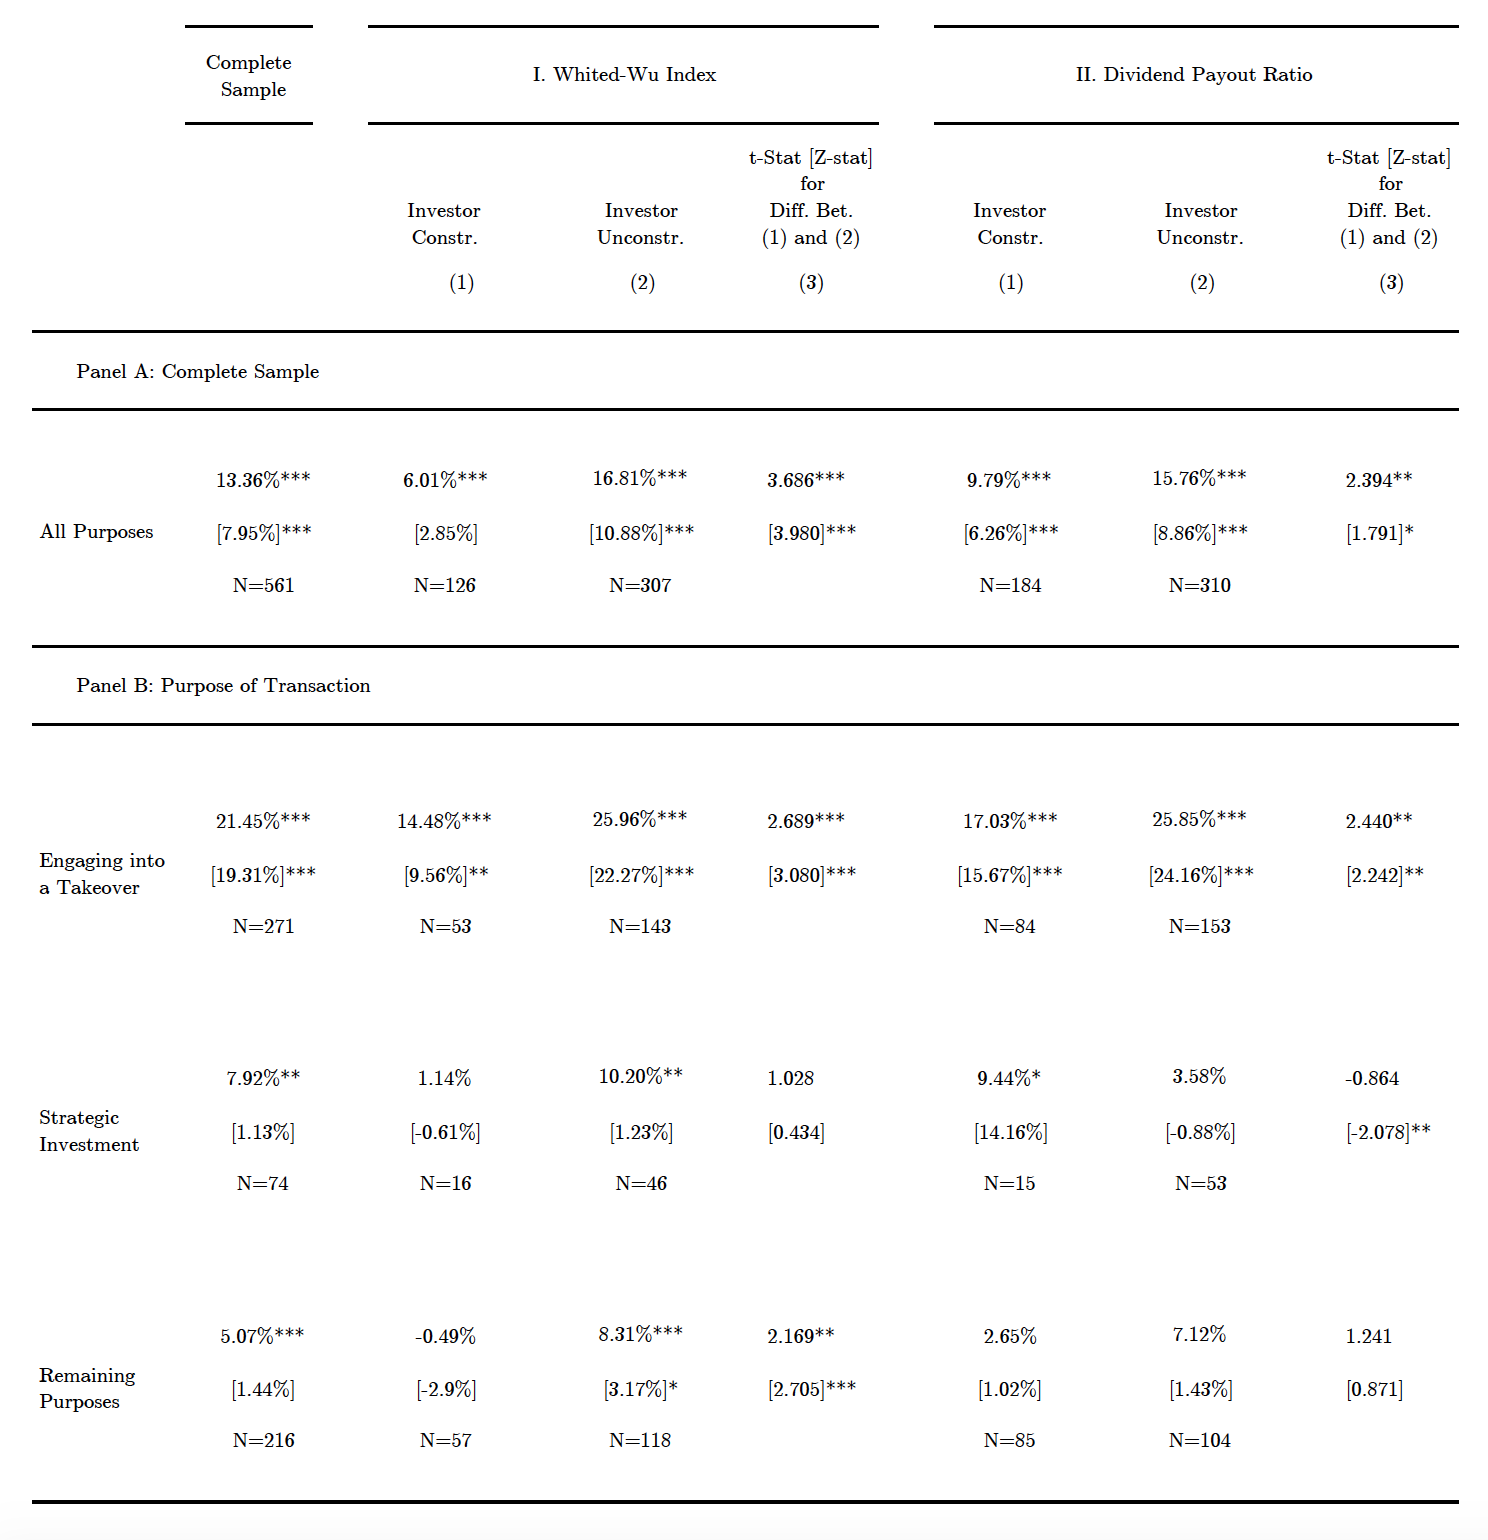 Complete
Sample
I. Whited-Wu Index
II. Dividend Payout Ratio
Investor
Constr.
Investor
Unconstr.
t-Stat [Z-stat]
for
Diff. Bet.
(1) and (2)
Investor
Constr.
Investor
Unconstr.
t-Stat [Z-stat]
for
Diff. Bet.
(1) and (2)
(1) (2) (3) (1) (2) (3)
Panel A: Complete Sample
13.36%*** 6.01%*** 16.81%*** 3.686*** 9.79%*** 15.76%*** 2.394**
All Purposes [7.95%]*** [2.85%] [10.88%]*** [3.980]*** [6.26%]*** [8.86%]*** [1.791]*
N=561 N=126 N=307 N=184 N=310
Panel B: Purpose of Transaction
21.45%*** 14.48%*** 25.96%*** 2.689*** 17.03%*** 25.85%*** 2.440**
Engaging into
a Takeover
[19.31%]*** [9.56%]** [22.27%]*** [3.080]*** [15.67%]*** [24.16%]*** [2.242]**
N=271 N=53 N=143 N=84 N=153
7.92%** 1.14% 10.20%** 1.028 9.44%* 3.58% -0.864
Strategic
Investment
[1.13%] [-0.61%] [1.23%] [0.434] [14.16%] [-0.88%] [-2.078]**
N=74 N=16 N=46 N=15 N=53
5.07%*** -0.49% 8.31%*** 2.169** 2.65% 7.12% 1.241
Remaining
Purposes
[1.44%] [-2.9%] [3.17%]* [2.705]*** [1.02%] [1.43%] [0.871]
N=216 N=57 N=118 N=85 N=104